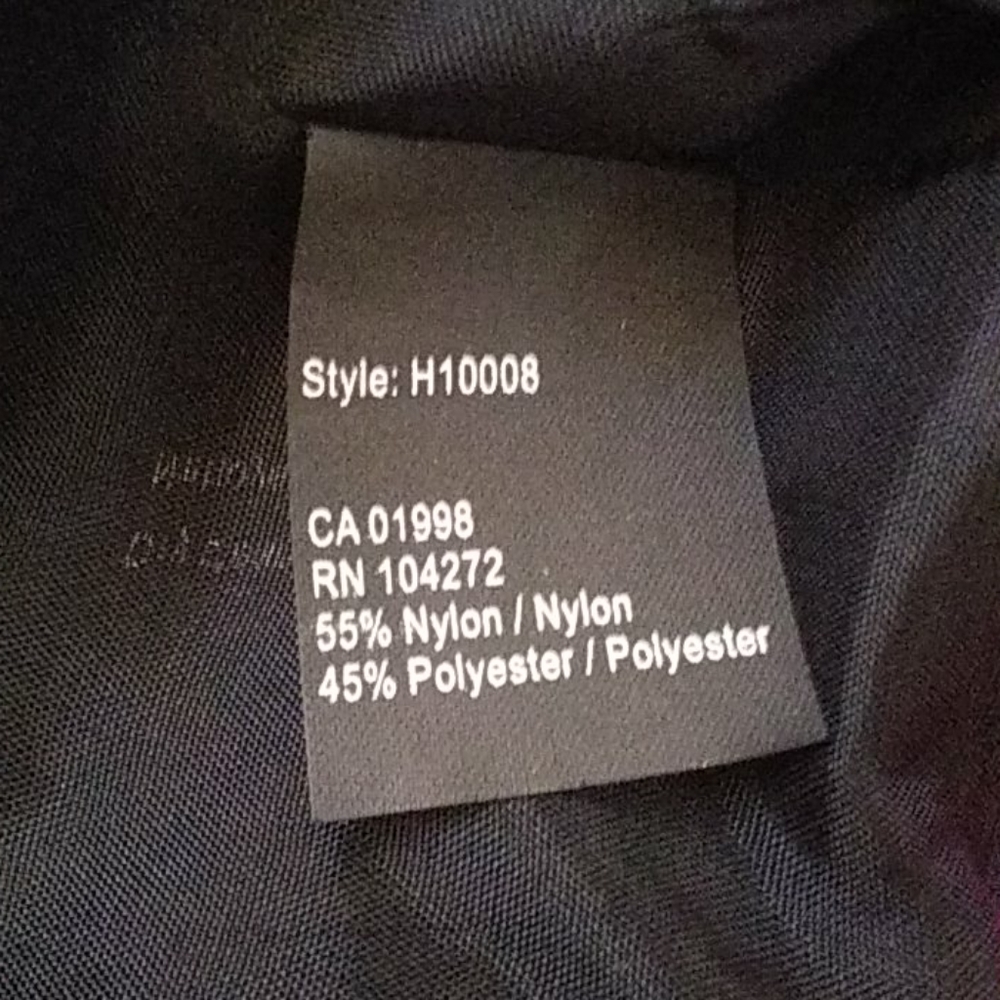 Style: H10008
CA 01998
RN 104272
55% Nylon / Nylon
45% Polyester / Polyester